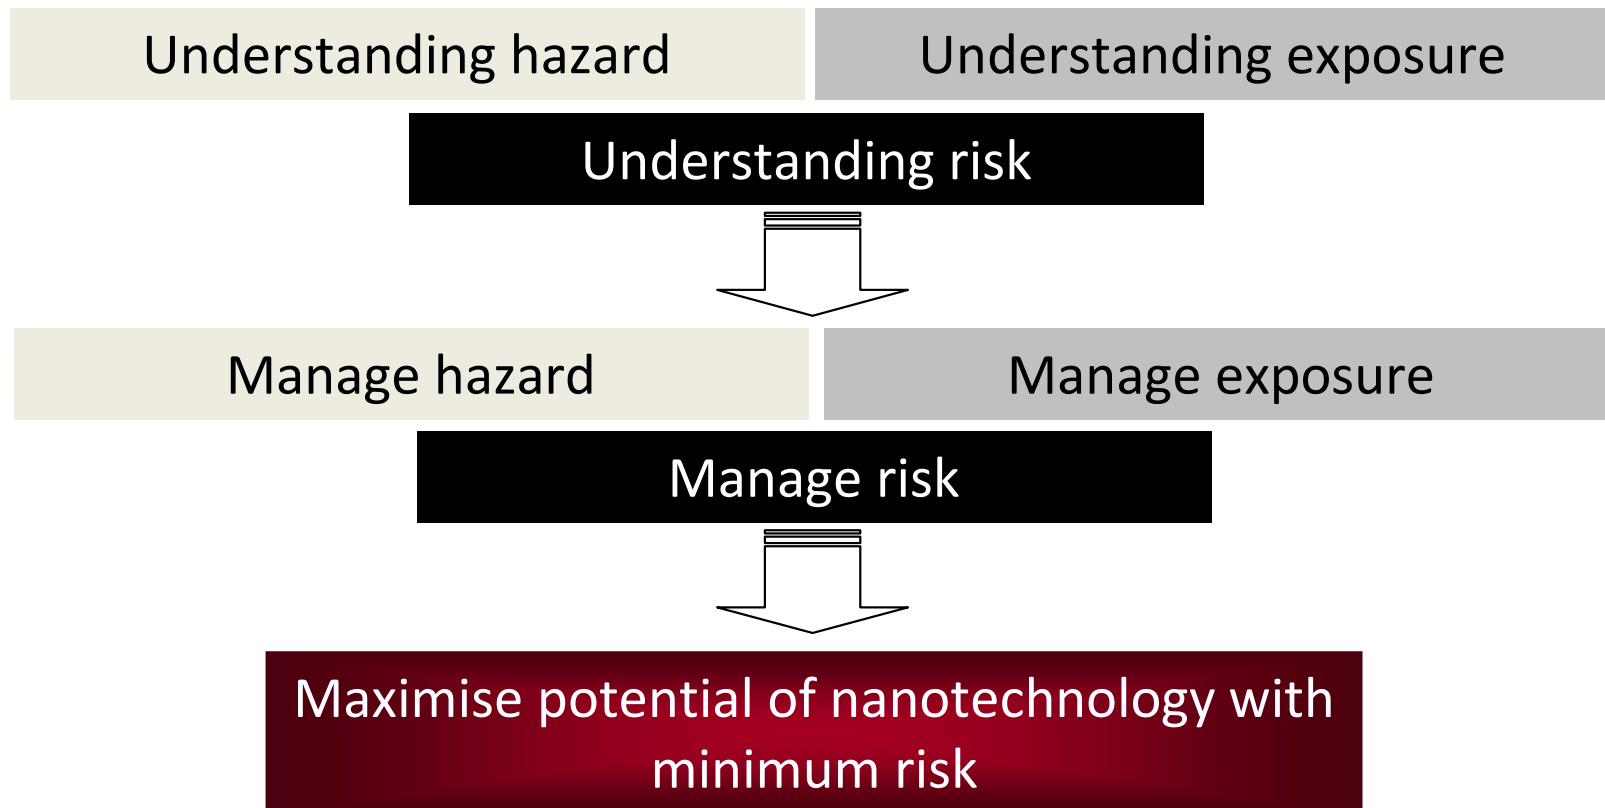 Understanding hazard
Understanding exposure
Understanding risk
Manage hazard
Manage exposure
Manage risk
Maximise potential of nanotechnology with
minimum risk